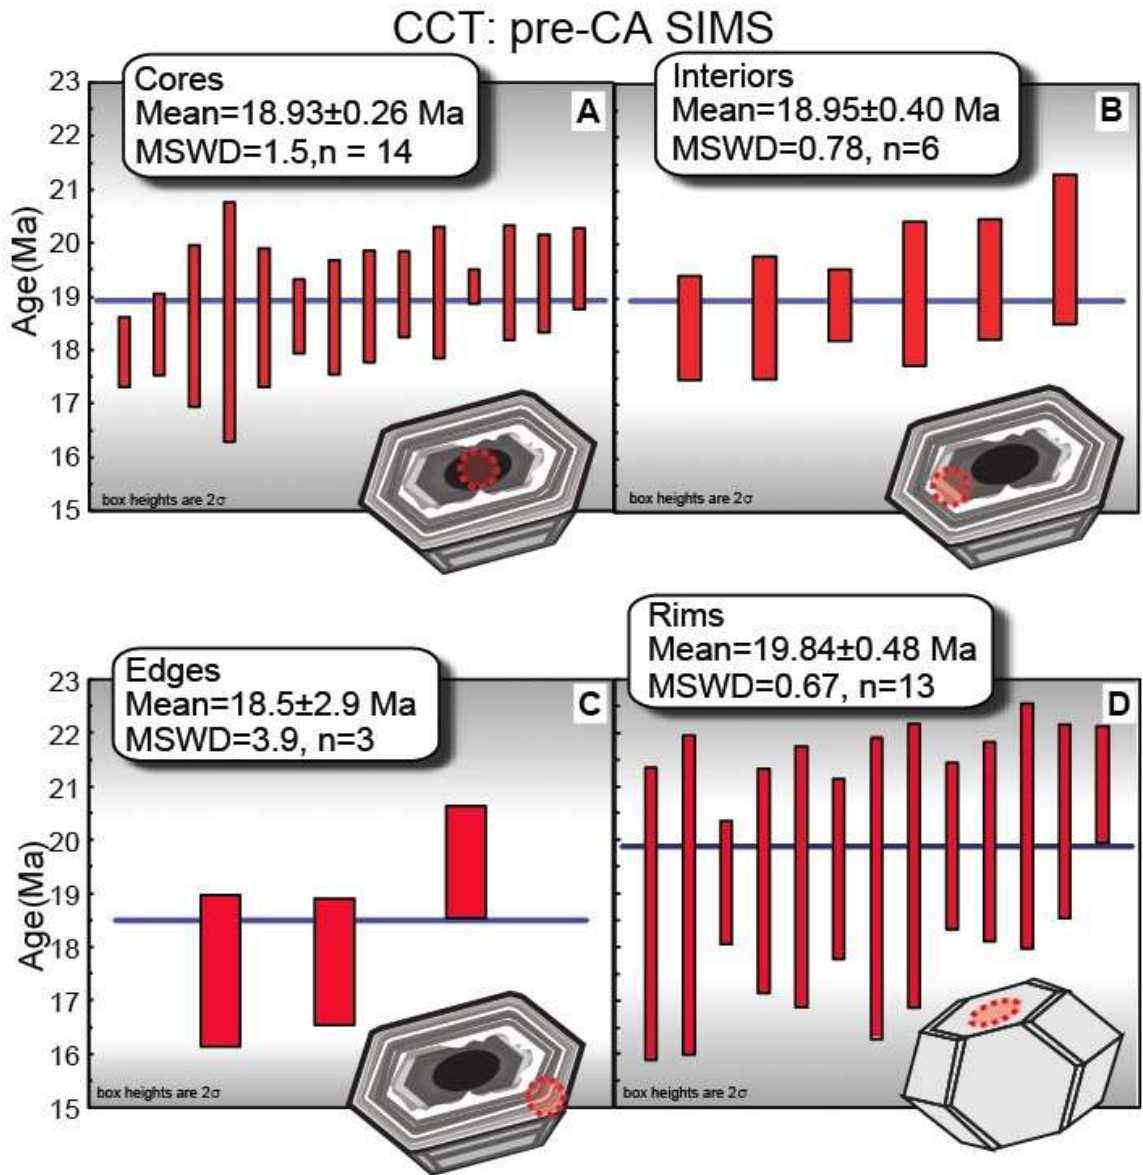 CCT: pre-CA SIMS
Cores
Mean=18.93±0.26 Ma
MSWD=1.5,n = 14
A
Interiors
Mean=18.95±0.40 Ma
MSWD=0.78, n=6
B
Age(Ma)
23
22
21
20
19
18
17
16
15
box heights are 2σ
box heights are 2σ
Edges
Mean=18.5±2.9 Ma
MSWD=3.9, n=3
C
Rims
Mean=19.84±0.48 Ma
MSWD=0.67, n=13
D
Age(Ma)
23
22
21
20
19
18
17
16
15
box heights are 2σ
box heights are 2σ